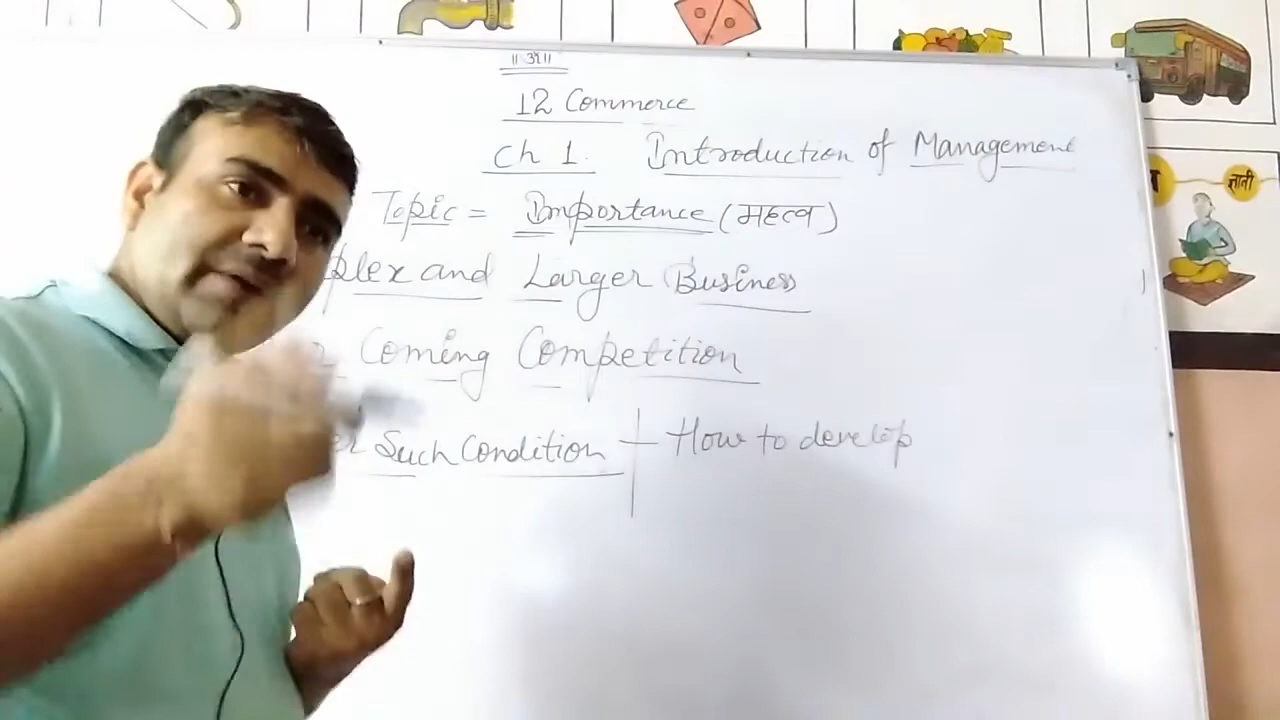 ॥ ॐ ॥
12 Commerce
Ch 1. Introduction of Management
Topic = Importance (महत्व)
plex and Larger Business
Coming Competition
Such Condition How to develop
ज्ञानी